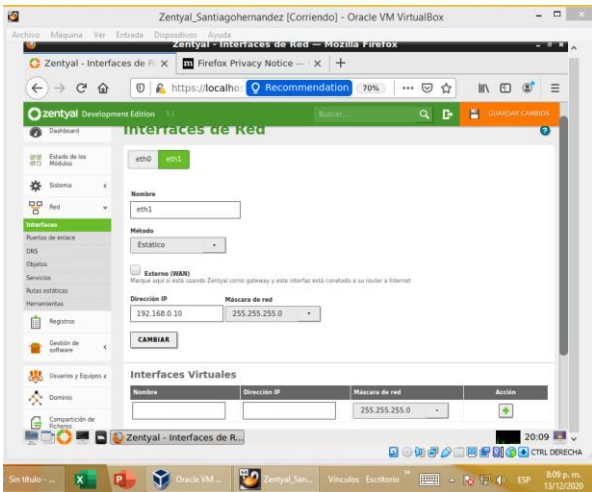 Zentyal_Santiagohernandez [Corriendo] - Oracle VM VirtualBox
Archivo Máquina Ver Entrada Dispositivos Ayuda
Zentyal - Interfaces de Red — Mozilla Firefox
Zentyal - Interfaces de R X Firefox Privacy Notice — X +
https://localho: Recommendation 70%
zentyal Development Edition Buscar... GUARDAR CAMBIOS
Dashboard
Interfaces de Red
Estado de los
Módulos
eth0 eth1
Sistema
Red
Nombre
eth1
Interfaces
Método
Puertas de enlace
Estático
DNS
Objetos
Externo (WAN)
Servicios
Marque aquí si está usando Zentyal como gateway y este interfaz está conectado a su router a Internet
Rutas estáticas
Herramientas
Dirección IP Máscara de red
192.168.0.10 255.255.255.0
Registros
CAMBIAR
Gestión de
software
Usuarios y Equipos
Interfaces Virtuales
Nombre Dirección IP Máscara de red Acción
Dominio
255.255.255.0
Compartición de
Ficheros
Zentyal - Interfaces de R... 20:09
CTRL DERECHA
Sin título - ... Oracle VM ... Zentyal_San... Vínculos Escritorio ESP 8:09 p. m.
13/12/2020